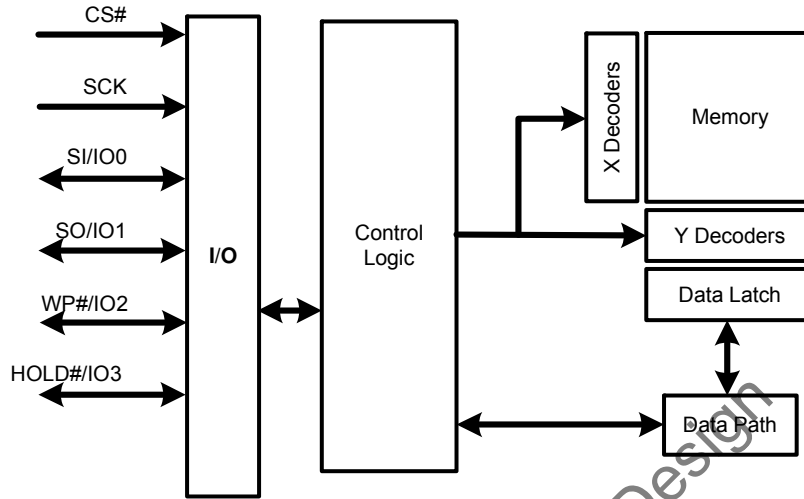 CS#
SCK
SI/IO0
SO/IO1
WP#/IO2
HOLD#/IO3
I/O
Control
Logic
X Decoders
Memory
Y Decoders
Data Latch
Data Path
Design